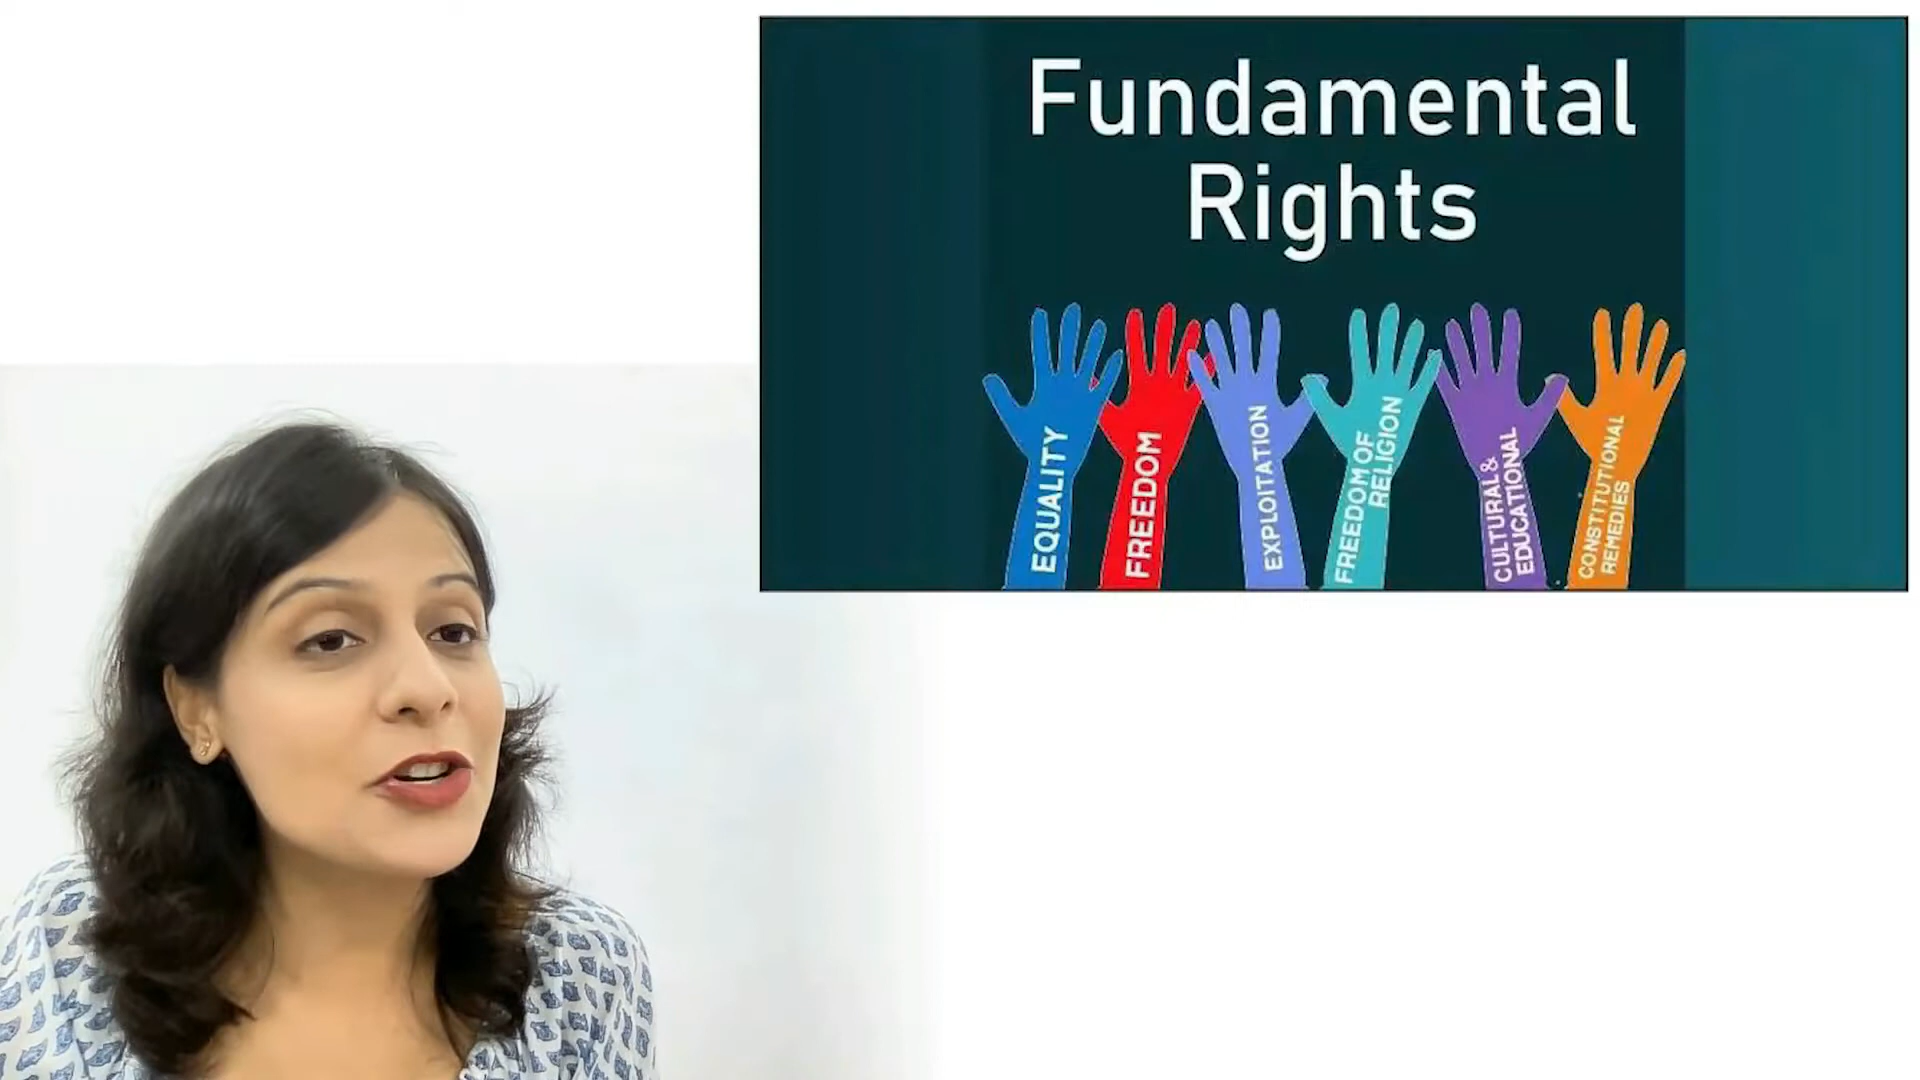 Fundamental
Rights
EQUALITY
FREEDOM
EXPLOITATION
FREEDOM OF
RELIGION
CULTURAL &
EDUCATIONAL
CONSTITUTIONAL
REMEDIES